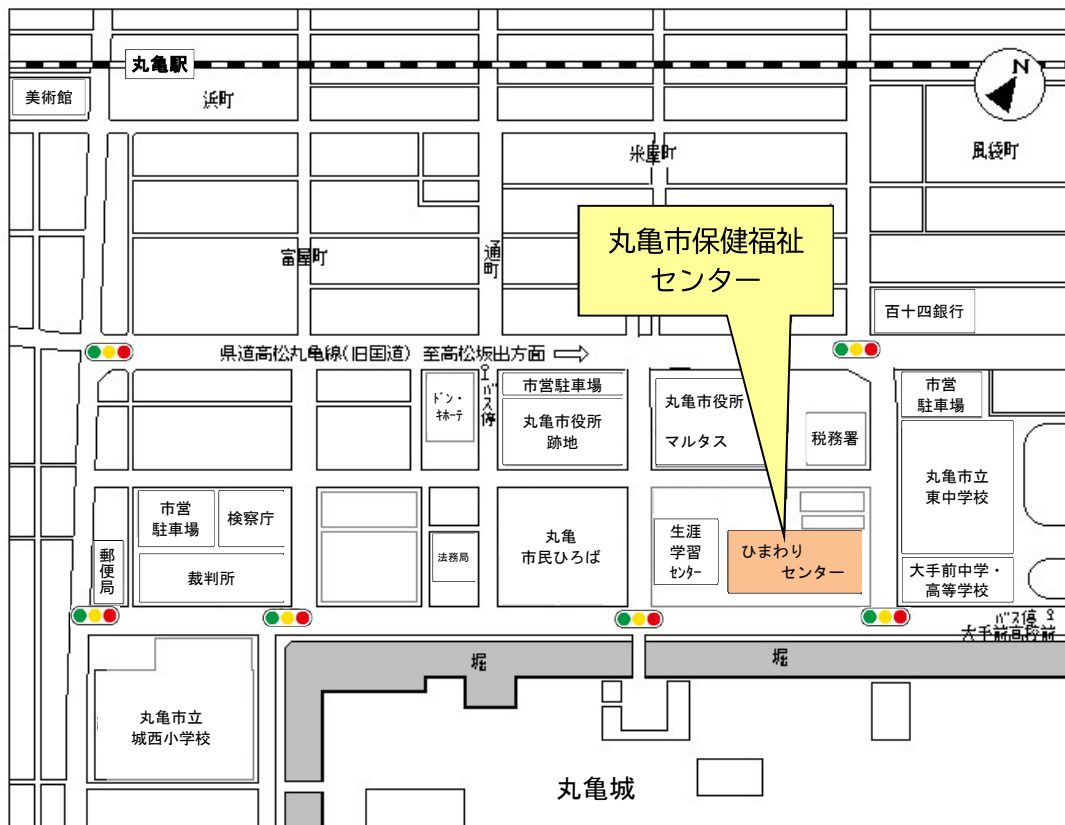 丸亀駅
N
美術館
浜町
米屋町
風袋町
丸亀市保健福祉
センター
富屋町
通町
百十四銀行
県道高松丸亀線(旧国道) 至高松坂出方面
バス停
ドン・
キホーテ
市営駐車場
丸亀市役所
跡地
丸亀市役所
マルタス
税務署
市営
駐車場
丸亀市立
東中学校
市営
駐車場
検察庁
郵便局
裁判所
法務局
丸亀
市民ひろば
生涯
学習
センター
ひまわり
センター
大手前中学・
高等学校
バス停
大手前高校前
堀
堀
丸亀市立
城西小学校
丸亀城